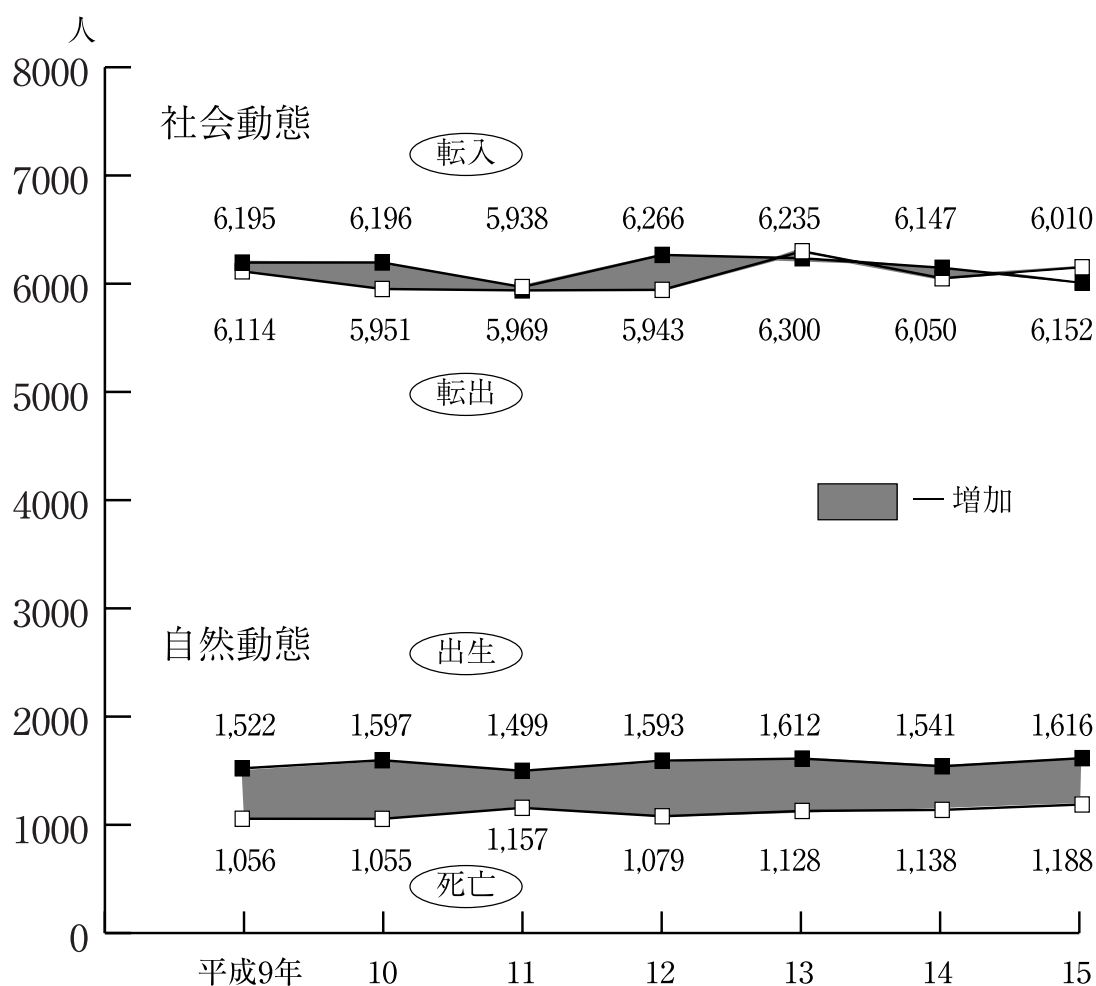 人
8000
社会動態
転入
7000
6,195 6,196 5,938 6,266 6,235 6,147 6,010
6000
6,114 5,951 5,969 5,943 6,300 6,050 6,152
5000
転出
4000
増加
3000
自然動態
出生
2000
1,522 1,597 1,499 1,593 1,612 1,541 1,616
1000
1,056 1,055 1,157 1,079 1,128 1,138 1,188
死亡
0
平成9年 10 11 12 13 14 15